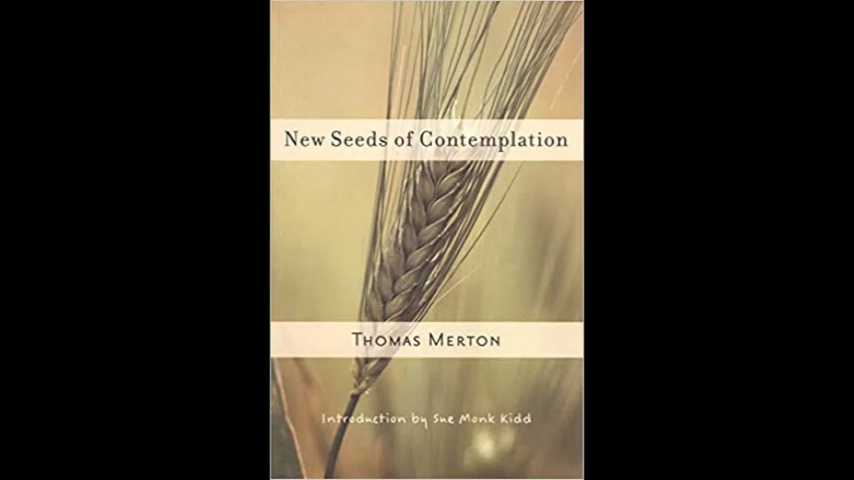 New Seeds of Contemplation
THOMAS MERTON
Introduction by Sue Monk Kidd